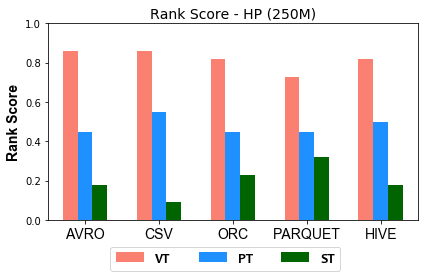 Rank Score - HP (250M)
Rank Score
1.0
0.8
0.6
0.4
0.2
0.0
AVRO CSV ORC PARQUET HIVE
VT PT ST